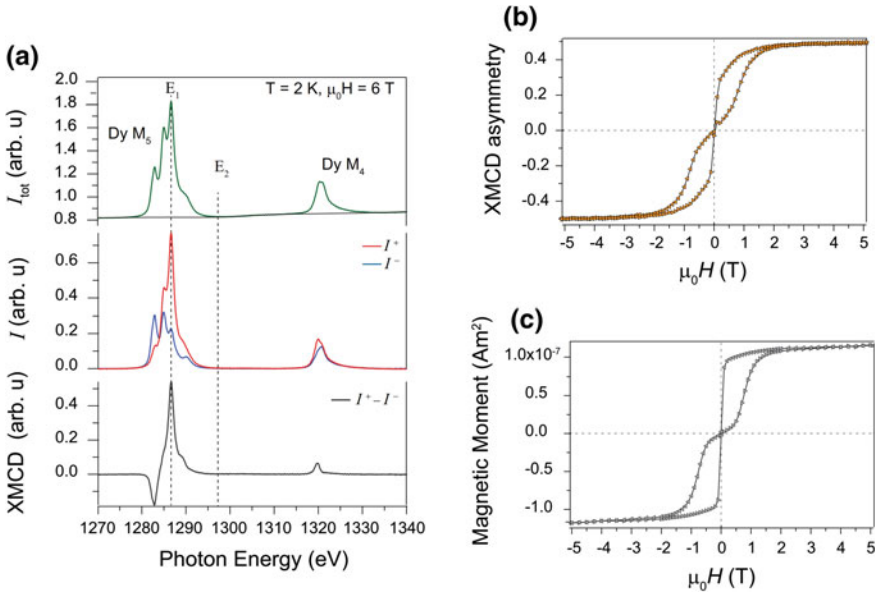 (a)
T = 2 K, μ₀H = 6 T
E₁
E₂
Dy M₅
Dy M₄
I_tot (arb. u)
2.0
1.8
1.6
1.4
1.2
1.0
0.8
I⁺
I⁻
I (arb. u)
0.6
0.4
0.2
0.0
I⁺ – I⁻
XMCD (arb. u)
0.4
0.2
0.0
1270 1280 1290 1300 1310 1320 1330 1340
Photon Energy (eV)
(b)
XMCD asymmetry
0.4
0.2
0.0
-0.2
-0.4
-5 -4 -3 -2 -1 0 1 2 3 4 5
μ₀H (T)
(c)
Magnetic Moment (Am²)
1.0x10⁻⁷
0.5
0.0
-0.5
-1.0
-5 -4 -3 -2 -1 0 1 2 3 4 5
μ₀H (T)